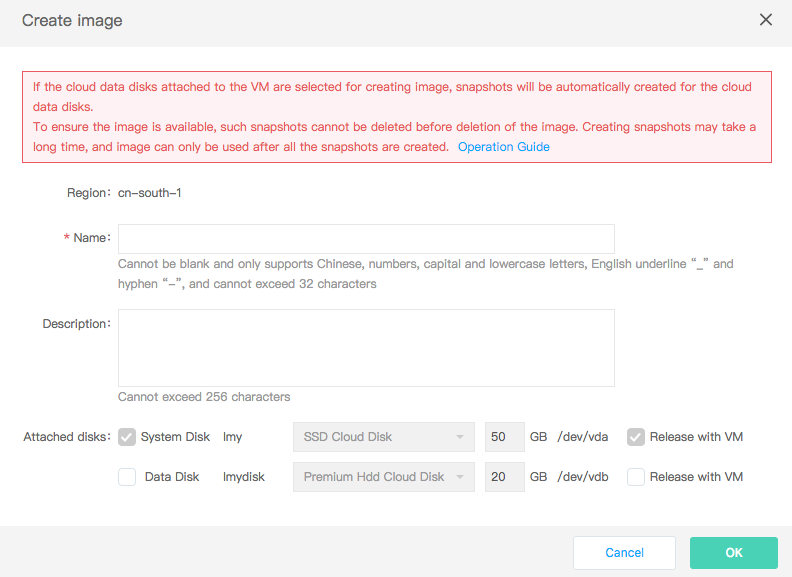 Create image
If the cloud data disks attached to the VM are selected for creating image, snapshots will be automatically created for the cloud
data disks.
To ensure the image is available, such snapshots cannot be deleted before deletion of the image. Creating snapshots may take a
long time, and image can only be used after all the snapshots are created. Operation Guide
Region: cn-south-1
* Name:
Cannot be blank and only supports Chinese, numbers, capital and lowercase letters, English underline “_” and
hyphen “-”, and cannot exceed 32 characters
Description:
Cannot exceed 256 characters
Attached disks: System Disk lmy SSD Cloud Disk 50 GB /dev/vda Release with VM
Data Disk lmydisk Premium Hdd Cloud Disk 20 GB /dev/vdb Release with VM
Cancel OK